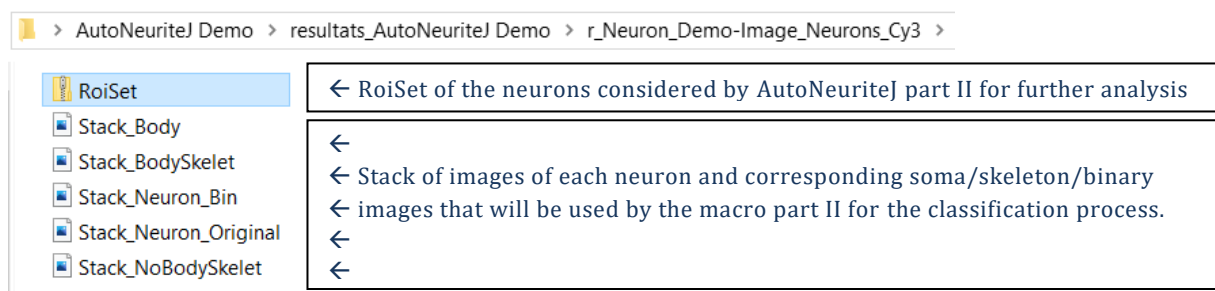 > AutoNeuriteJ Demo > resultats_AutoNeuriteJ Demo > r_Neuron_Demo-Image_Neurons_Cy3 >
RoiSet ← RoiSet of the neurons considered by AutoNeuriteJ part II for further analysis
Stack_Body ←
Stack_BodySkelet ← Stack of images of each neuron and corresponding soma/skeleton/binary
Stack_Neuron_Bin ← images that will be used by the macro part II for the classification process.
Stack_Neuron_Original ←
Stack_NoBodySkelet ←